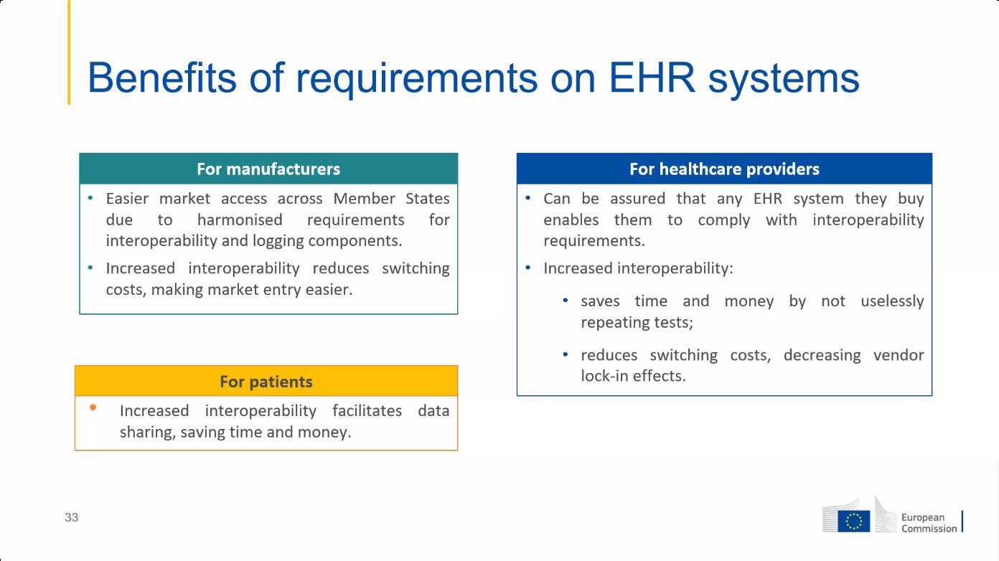 Benefits of requirements on EHR systems
For manufacturers
• Easier market access across Member States
due to harmonised requirements for
interoperability and logging components.
• Increased interoperability reduces switching
costs, making market entry easier.
For patients
• Increased interoperability facilitates data
sharing, saving time and money.
For healthcare providers
• Can be assured that any EHR system they buy
enables them to comply with interoperability
requirements.
• Increased interoperability:
• saves time and money by not uselessly
repeating tests;
• reduces switching costs, decreasing vendor
lock-in effects.
33
European
Commission